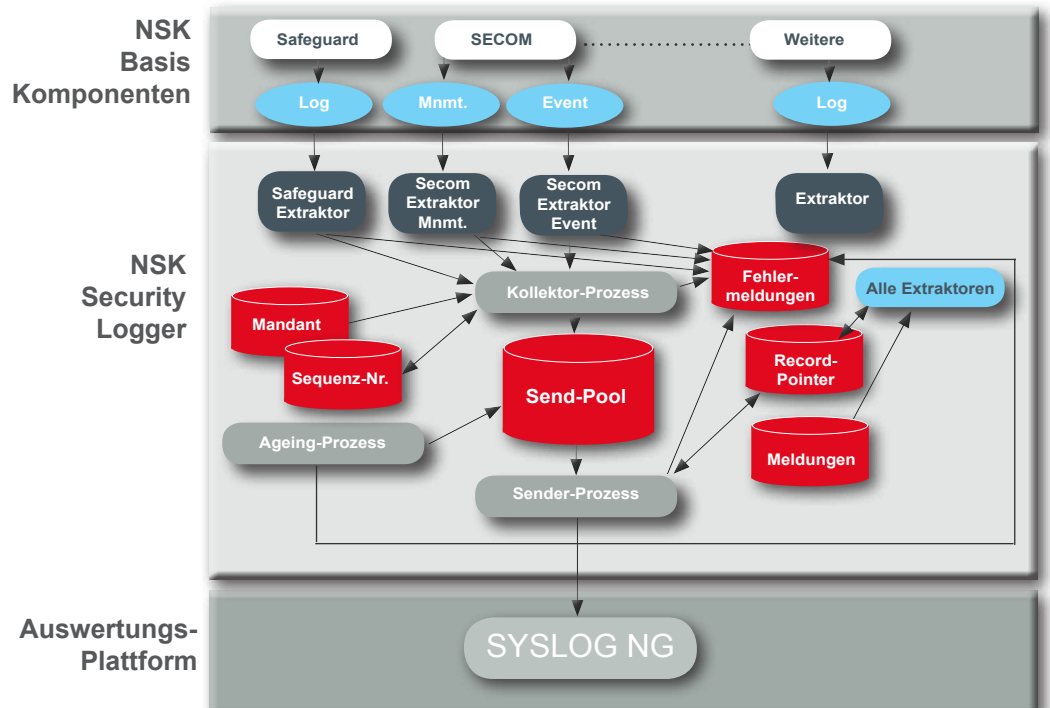 NSK
Basis
Komponenten
Safeguard
SECOM
Weitere
Log
Mnmt.
Event
Log
NSK
Security
Logger
Safeguard
Extraktor
Secom
Extraktor
Mnmt.
Secom
Extraktor
Event
Extraktor
Kollektor-Prozess
Fehler-
meldungen
Alle Extraktoren
Mandant
Sequenz-Nr.
Send-Pool
Record-
Pointer
Ageing-Prozess
Meldungen
Sender-Prozess
Auswertungs-
Plattform
SYSLOG NG